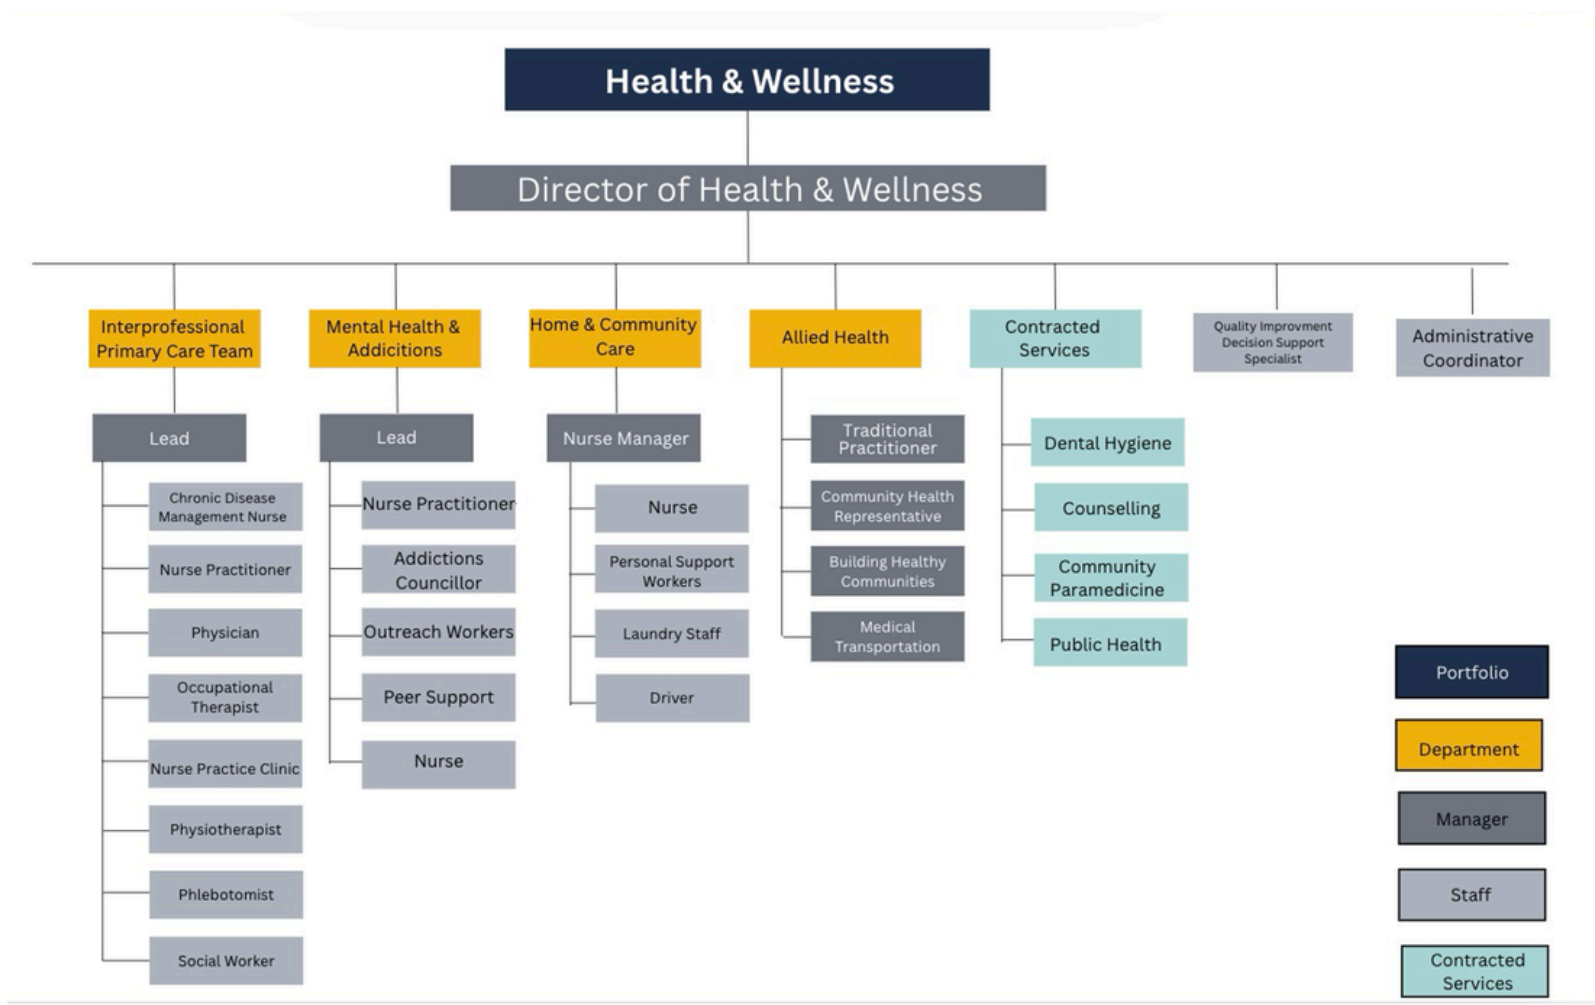 Health & Wellness
Director of Health & Wellness
Interprofessional
Primary Care Team
Mental Health &
Addicitions
Home & Community
Care
Allied Health
Contracted
Services
Quality Improvment
Decision Support
Specialist
Administrative
Coordinator
Lead
Chronic Disease
Management Nurse
Nurse Practitioner
Physician
Occupational
Therapist
Nurse Practice Clinic
Physiotherapist
Phlebotomist
Social Worker
Lead
Nurse Practitioner
Addictions
Councillor
Outreach Workers
Peer Support
Nurse
Nurse Manager
Nurse
Personal Support
Workers
Laundry Staff
Driver
Traditional
Practitioner
Community Health
Representative
Building Healthy
Communities
Medical
Transportation
Dental Hygiene
Counselling
Community
Paramedicine
Public Health
Portfolio
Department
Manager
Staff
Contracted
Services